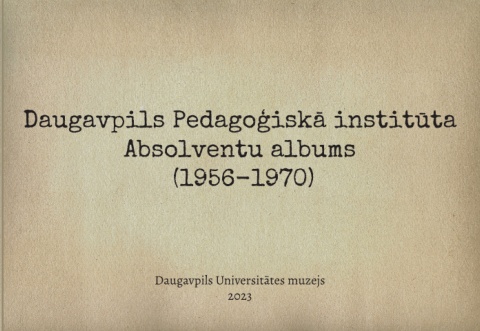 Daugavpils Pedagoģiskā institūta
Absolventu albums
(1956-1970)
Daugavpils Universitātes muzejs
2023